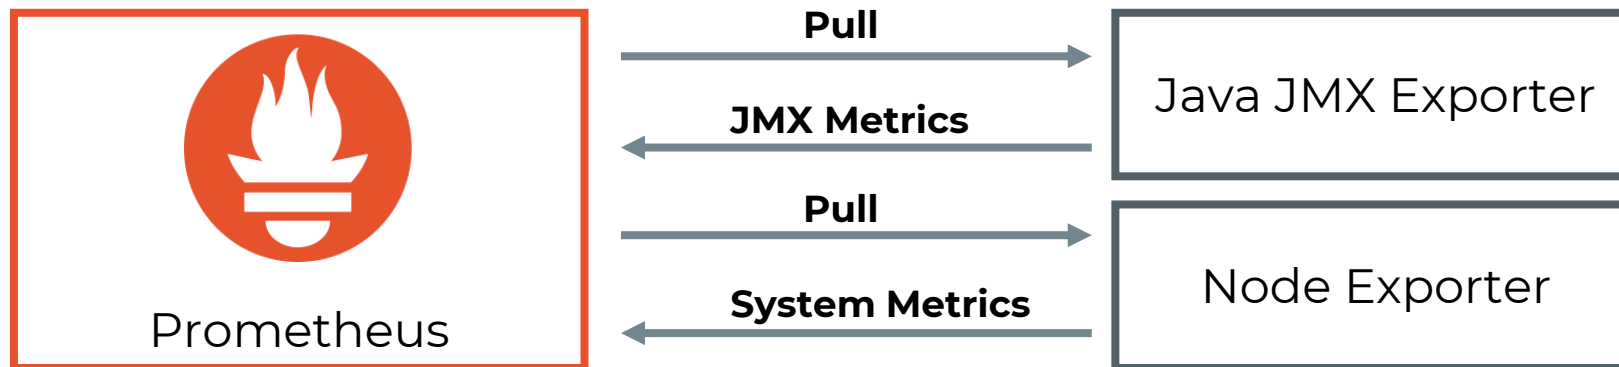 Pull
Java JMX Exporter
JMX Metrics
Pull
Node Exporter
System Metrics
Prometheus